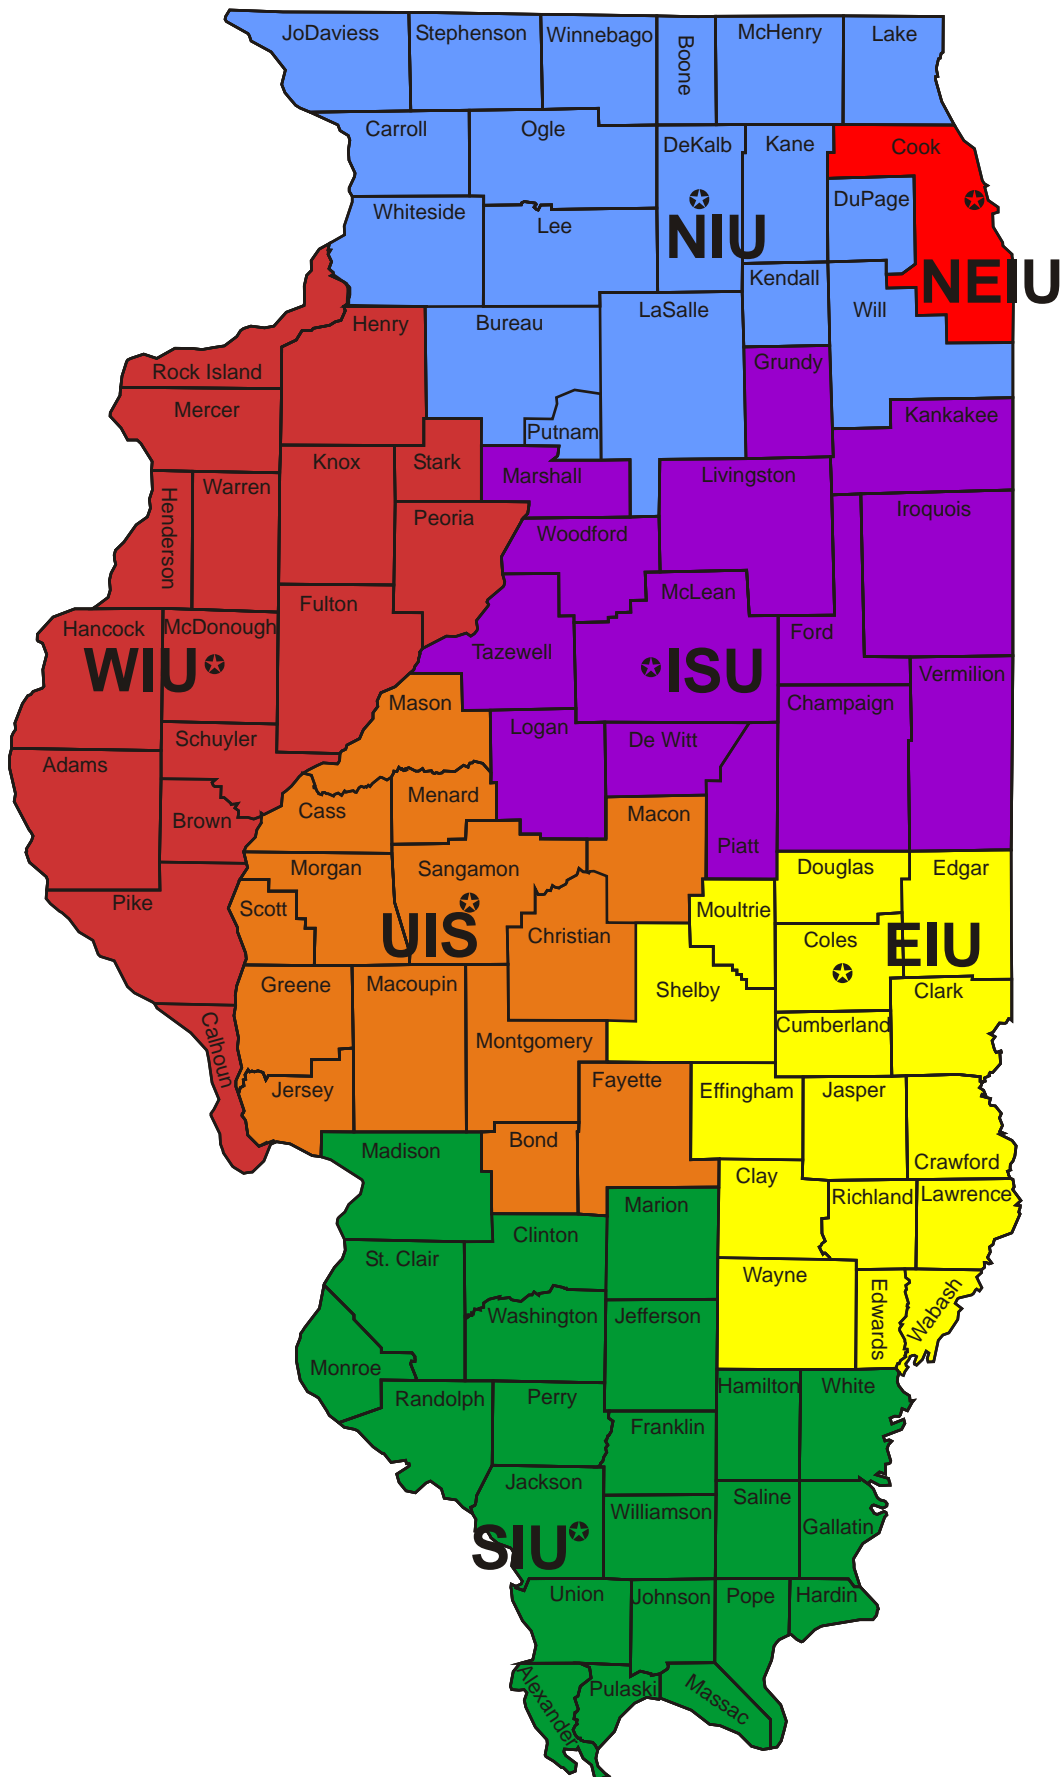 JoDaviess
Stephenson
Winnebago
Boone
McHenry
Lake
Carroll
Ogle
DeKalb
Kane
Cook
Whiteside
Lee
NIU
DuPage
NEIU
Kendall
Henry
Bureau
LaSalle
Will
Rock Island
Grundy
Mercer
Putnam
Kankakee
Knox
Stark
Marshall
Livingston
Henderson
Warren
Peoria
Woodford
Iroquois
McLean
Fulton
Hancock
McDonough
Ford
WIU
Tazewell
ISU
Vermilion
Mason
Champaign
Schuyler
Logan
De Witt
Adams
Cass
Menard
Brown
Macon
Piatt
Morgan
Sangamon
Douglas
Edgar
Pike
Scott
UIS
Christian
Moultrie
Coles
EIU
Greene
Macoupin
Shelby
Clark
Calhoun
Montgomery
Cumberland
Jersey
Fayette
Effingham
Jasper
Madison
Bond
Clay
Crawford
Marion
Richland
Lawrence
St. Clair
Clinton
Wayne
Edwards
Wabash
Washington
Jefferson
Monroe
Randolph
Perry
Hamilton
White
Franklin
Jackson
Williamson
Saline
Gallatin
SIU
Union
Johnson
Pope
Hardin
Alexander
Pulaski
Massac